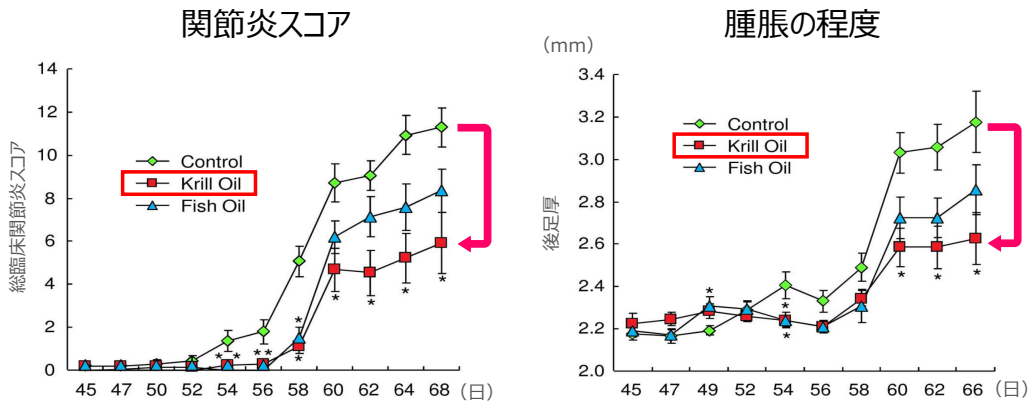 関節炎スコア
総臨床関節炎スコア
14
12
10
8
6
4
2
0
Control
Krill Oil
Fish Oil
* * * * * * * * * *
45 47 50 52 54 56 58 60 62 64 68 (日)
腫脹の程度
(mm)
後足厚
3.4
3.2
3.0
2.8
2.6
2.4
2.2
2.0
Control
Krill Oil
Fish Oil
* * * * * *
45 47 49 52 54 56 58 60 62 66 (日)